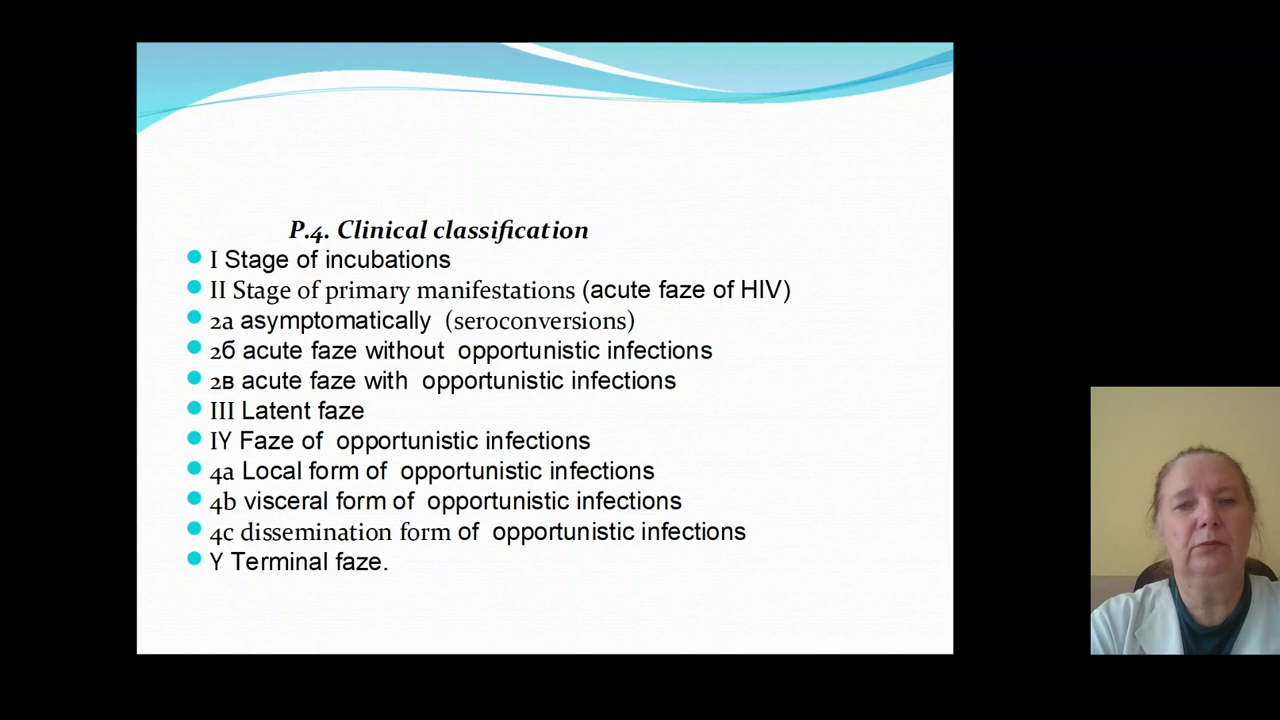 P.4. Clinical classification
I Stage of incubations
II Stage of primary manifestations (acute faze of HIV)
2a asymptomatically (seroconversions)
2б acute faze without opportunistic infections
2в acute faze with opportunistic infections
III Latent faze
IY Faze of opportunistic infections
4a Local form of opportunistic infections
4b visceral form of opportunistic infections
4c dissemination form of opportunistic infections
Y Terminal faze.